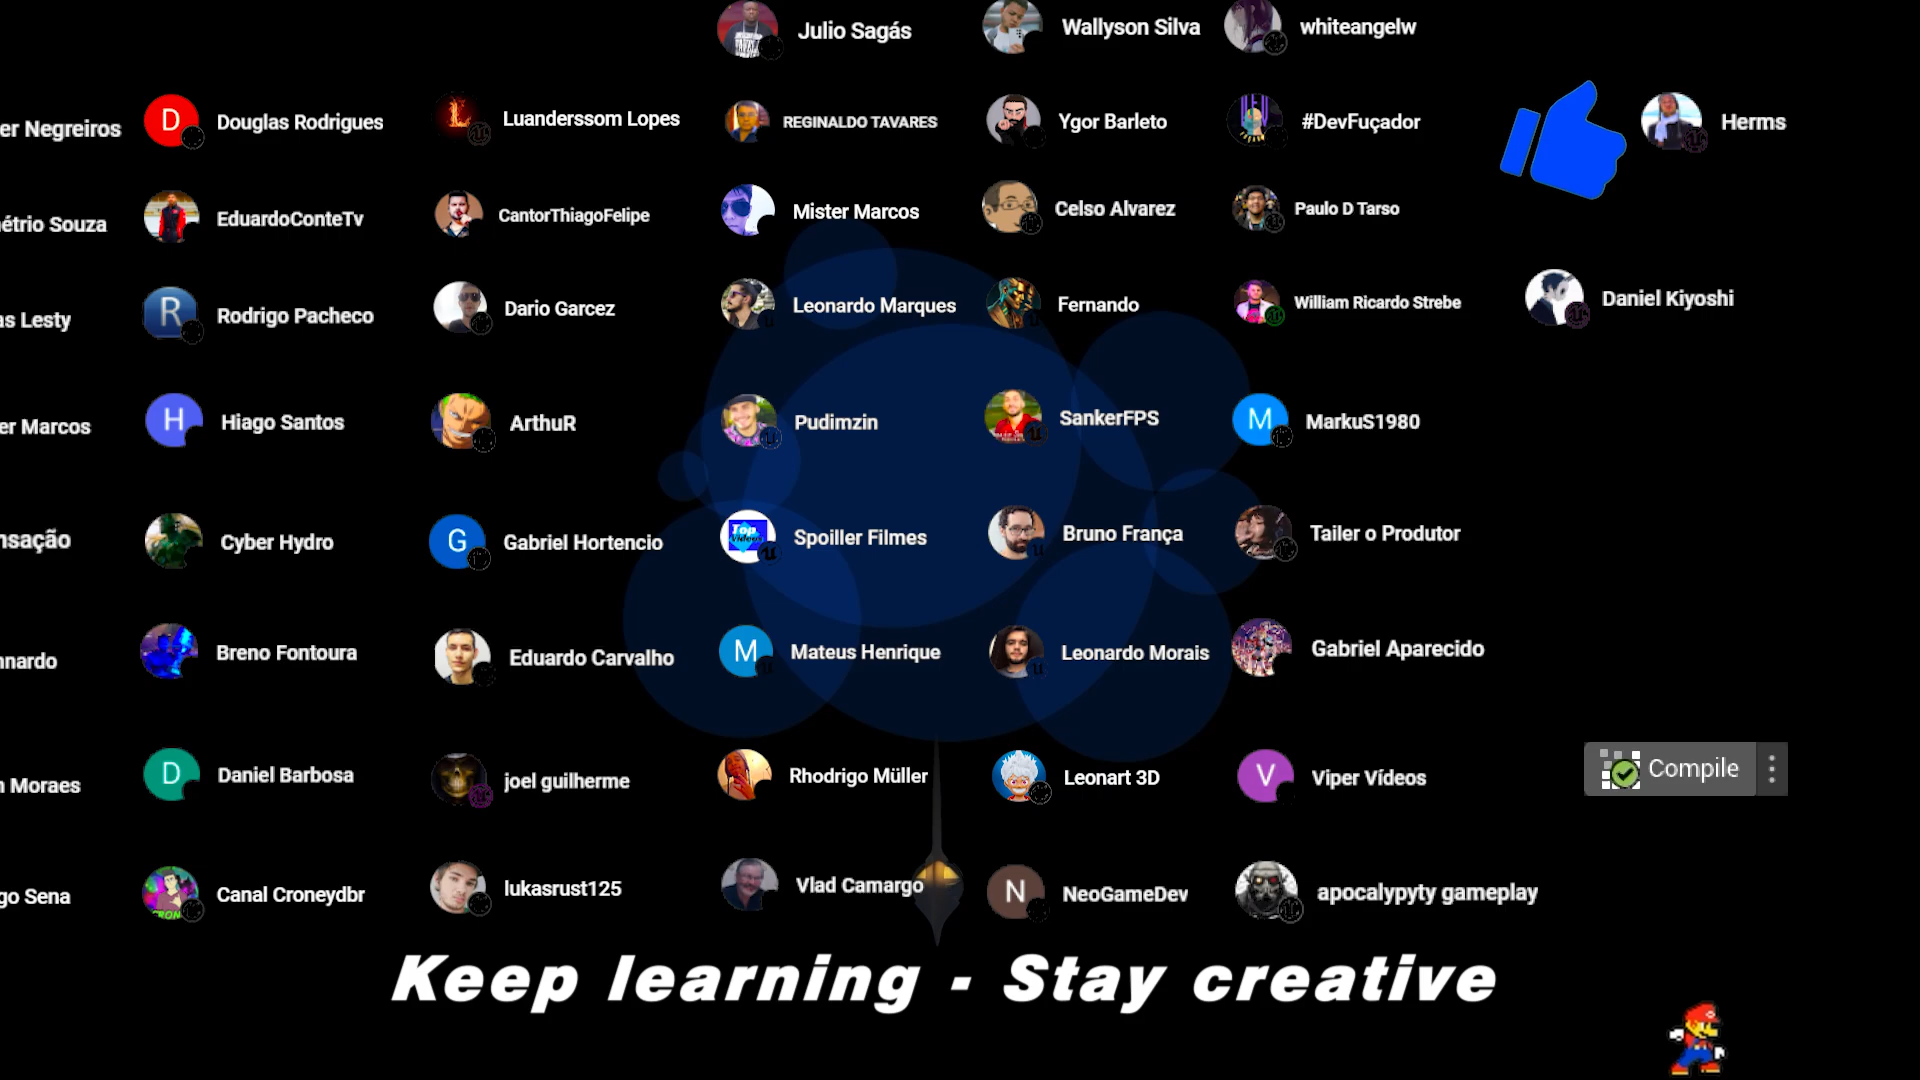 Julio Sagás
Wallyson Silva
whiteangelw
er Negreiros
D
Douglas Rodrigues
L
Luanderssom Lopes
REGINALDO TAVARES
Ygor Barleto
#DevFuçador
Herms
étrio Souza
EduardoConteTv
CantorThiagoFelipe
Mister Marcos
Celso Alvarez
Paulo D Tarso
as Lesty
R
Rodrigo Pacheco
Dario Garcez
Leonardo Marques
Fernando
William Ricardo Strebe
Daniel Kiyoshi
er Marcos
H
Hiago Santos
ArthuR
Pudimzin
SankerFPS
M
MarkuS1980
nsação
Cyber Hydro
G
Gabriel Hortencio
Top
Videos
Spoiller Filmes
Bruno França
Tailer o Produtor
nnardo
Breno Fontoura
Eduardo Carvalho
M
Mateus Henrique
Leonardo Morais
Gabriel Aparecido
n Moraes
D
Daniel Barbosa
joel guilherme
Rhodrigo Müller
Leonart 3D
V
Viper Vídeos
Compile
go Sena
CRON
Canal Croneydbr
lukasrust125
Vlad Camargo
N
NeoGameDev
apocalypyty gameplay
Keep learning - Stay creative